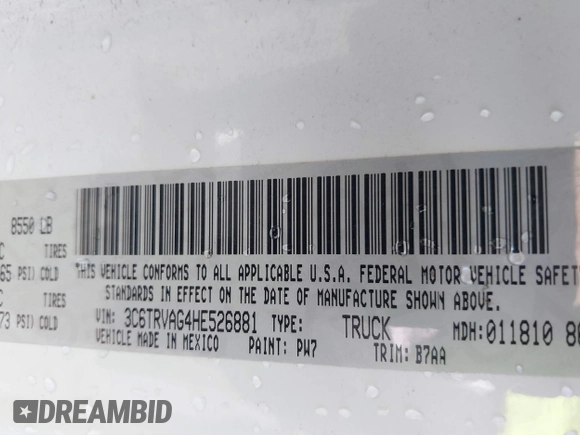 8550 LB
C TIRES
65 PSI) COLD
C TIRES
73 PSI) COLD
THIS VEHICLE CONFORMS TO ALL APPLICABLE U.S.A. FEDERAL MOTOR VEHICLE SAFET
STANDARDS IN EFFECT ON THE DATE OF MANUFACTURE SHOWN ABOVE.
VIN: 3C6TRVAG4HE526881 TYPE: TRUCK MDH:011810 80
VEHICLE MADE IN MEXICO PAINT: PW7 TRIM: B7AA
DREAMBID